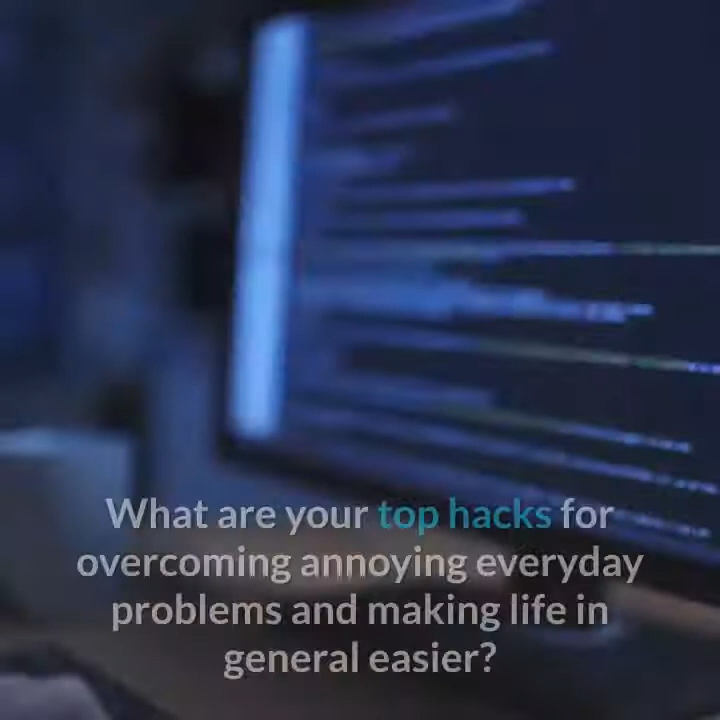 What are your top hacks for
overcoming annoying everyday
problems and making life in
general easier?